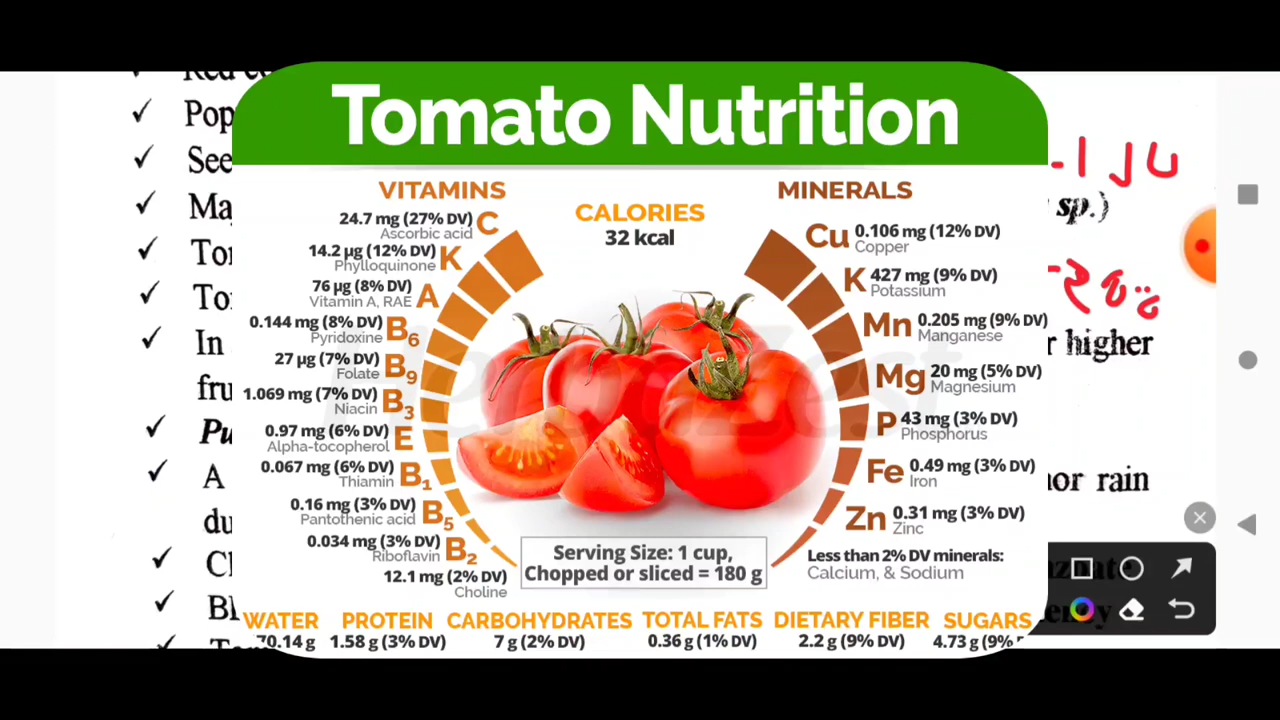 Tomato Nutrition
VITAMINS
24.7 mg (27% DV) C
Ascorbic acid
14.2 µg (12% DV) K
Phylloquinone
76 µg (8% DV) A
Vitamin A, RAE
0.144 mg (8% DV) B6
Pyridoxine
27 µg (7% DV) B9
Folate
1.069 mg (7% DV) B3
Niacin
0.97 mg (6% DV) E
Alpha-tocopherol
0.067 mg (6% DV) B1
Thiamin
0.16 mg (3% DV) B5
Pantothenic acid
0.034 mg (3% DV) B2
Riboflavin
12.1 mg (2% DV)
Choline
CALORIES
32 kcal
MINERALS
Cu 0.106 mg (12% DV)
Copper
K 427 mg (9% DV)
Potassium
Mn 0.205 mg (9% DV)
Manganese
Mg 20 mg (5% DV)
Magnesium
P 43 mg (3% DV)
Phosphorus
Fe 0.49 mg (3% DV)
Iron
Zn 0.31 mg (3% DV)
Zinc
Less than 2% DV minerals:
Calcium, & Sodium
Serving Size: 1 cup,
Chopped or sliced = 180 g
WATER PROTEIN CARBOHYDRATES TOTAL FATS DIETARY FIBER SUGARS
70.14 g 1.58 g (3% DV) 7 g (2% DV) 0.36 g (1% DV) 2.2 g (9% DV) 4.73 g (9%
✓ Pop
✓ See
✓ Ma sp.)
✓ To
✓ To
✓ In higher
fru
✓ Pu
✓ A nor rain
du
✓ Cl
✓ Bl